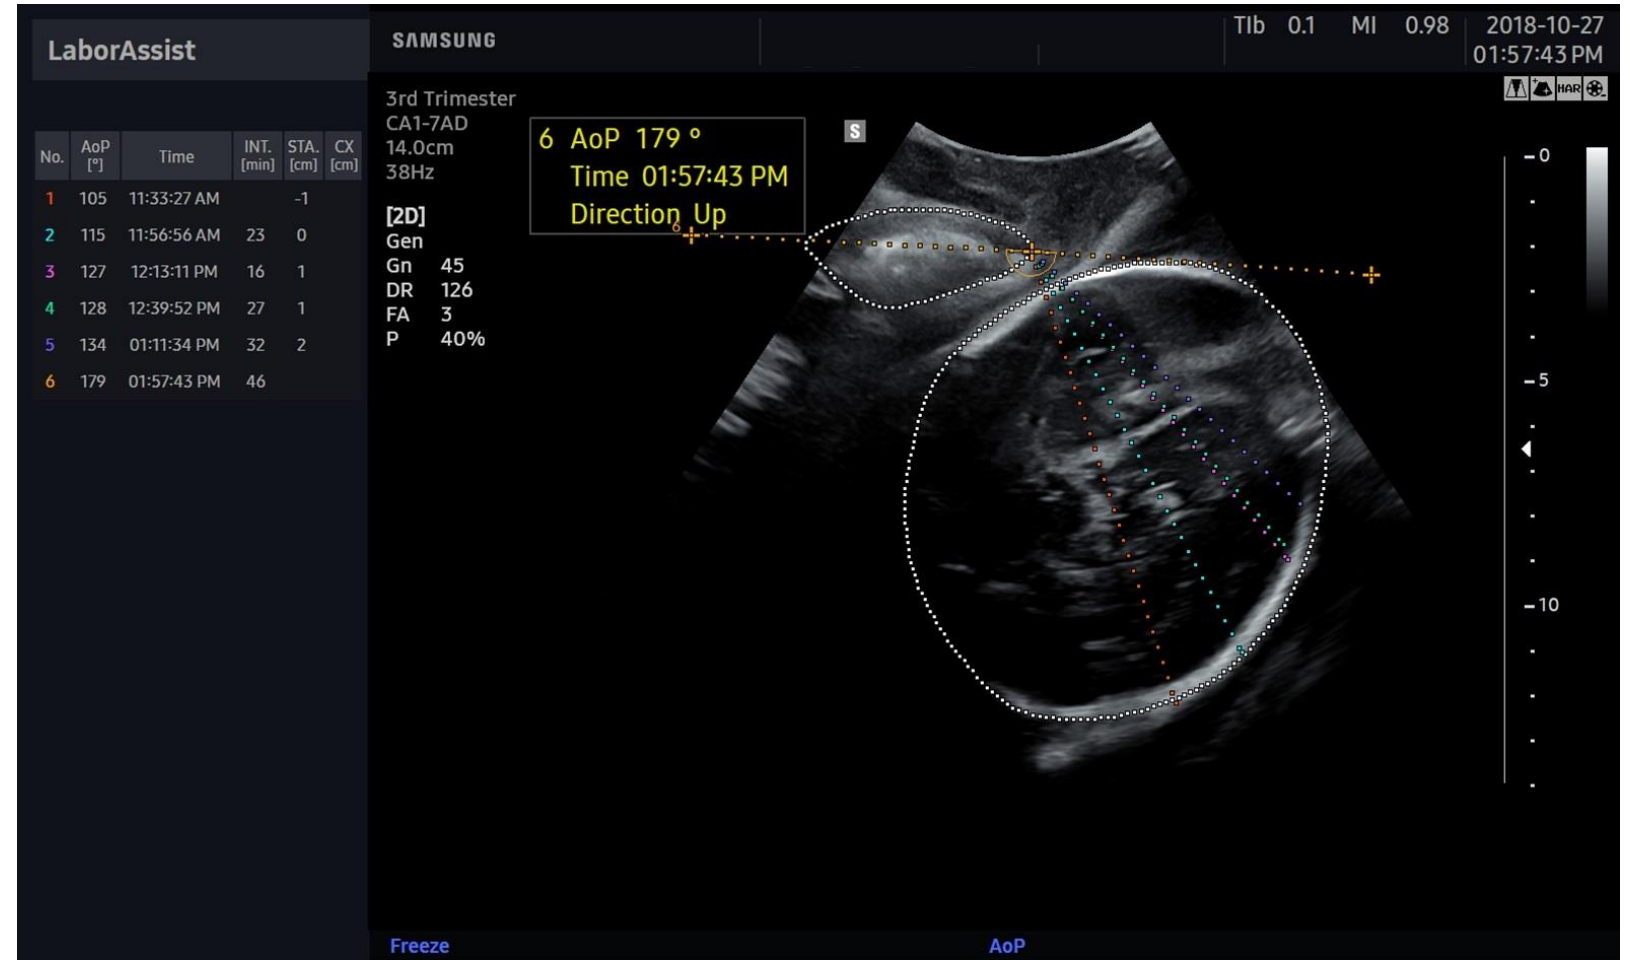 LaborAssist
SAMSUNG
TIb 0.1 MI 0.98
2018-10-27
01:57:43 PM
HAR
3rd Trimester
CA1-7AD
14.0cm
38Hz
[2D]
Gen
Gn 45
DR 126
FA 3
P 40%
6 AoP 179 °
Time 01:57:43 PM
Direction Up
6
S
No. AoP [°] Time INT. [min] STA. [cm] CX [cm]
1 105 11:33:27 AM -1
2 115 11:56:56 AM 23 0
3 127 12:13:11 PM 16 1
4 128 12:39:52 PM 27 1
5 134 01:11:34 PM 32 2
6 179 01:57:43 PM 46
0
5
10
Freeze
AoP